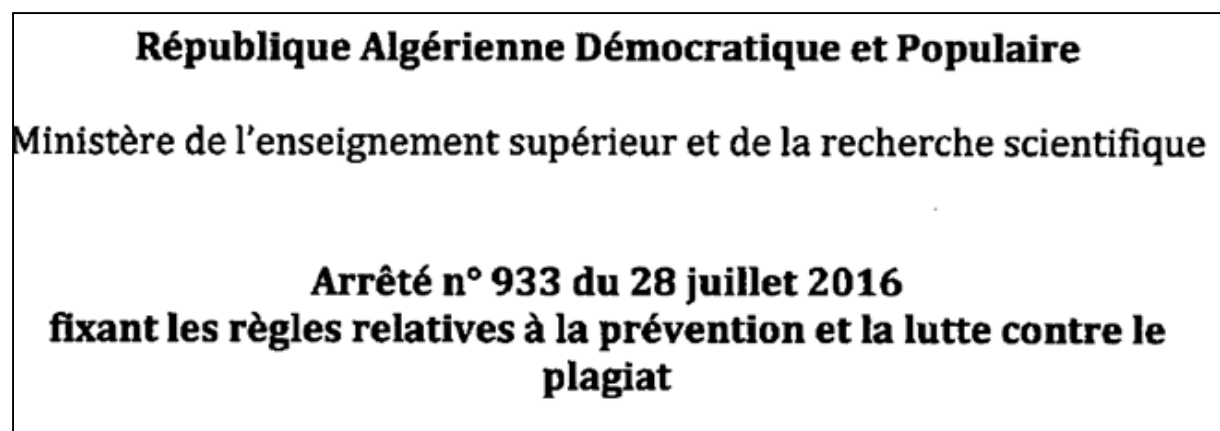 République Algérienne Démocratique et Populaire
Ministère de l'enseignement supérieur et de la recherche scientifique
Arrêté n° 933 du 28 juillet 2016
fixant les règles relatives à la prévention et la lutte contre le
plagiat